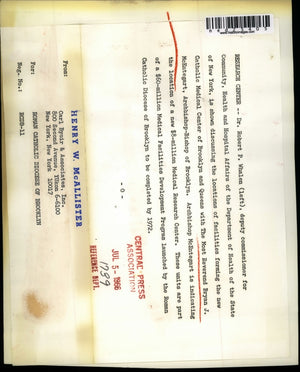 RESEARCH CENTER -- Dr. Robert P. Whalen (left) deputy commissioner for
Community Health and Hospital Affairs of the Department of Health of the State
of New York, is shown discussing the locations of facilities forming the new
Catholic Medical Center of Brooklyn and Queens with The Most Reverend Bryan J.
McEntegart, Archbishop-Bishop of Brooklyn. Archbishop McEntegart is indicating
the location of a new $5-million Medical Research Center. These units are part
of a $60-million Medical Facilities Development Program launched by the Roman
Catholic Diocese of Brooklyn to be completed by 1972.
- 0 -
CENTRAL PRESS
ASSOCIATION
JUL 5-1966
REFERENCE DEPT.
1789
HENRY W. McALLISTER
From:
Carl Byoir & Associates, Inc.
800 Second Avenue,
New York, New York 10017
For:
ROMAN CATHOLIC DIOCESE OF BROOKLYN
Neg. No.: